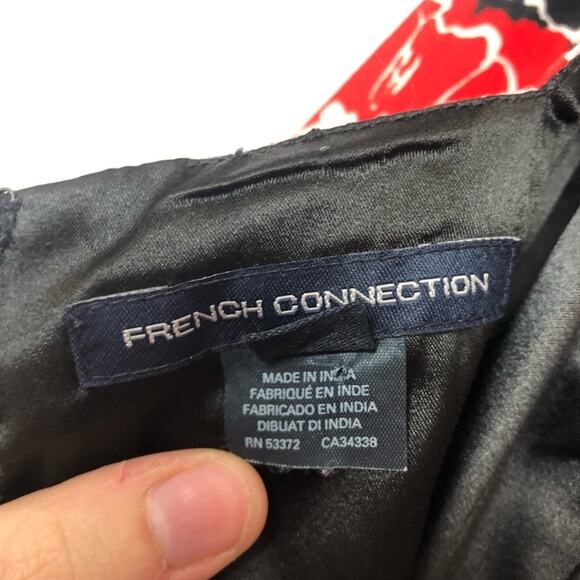 FRENCH CONNECTION
MADE IN INDIA
FABRIQUÉ EN INDE
FABRICADO EN INDIA
DIBUAT DI INDIA
RN 53372 CA34338